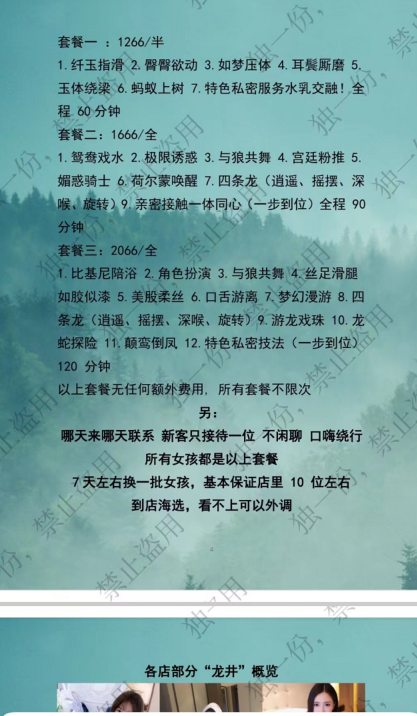 套餐一 ：1266/半
1.纤玉指滑 2.臀臀欲动 3.如梦压体 4.耳鬓厮磨 5.
玉体绕梁 6.蚂蚁上树 7.特色私密服务水乳交融！全
程 60分钟
套餐二：1666/全
1.鸳鸯戏水 2.极限诱惑 3.与狼共舞 4.宫廷粉推 5.
媚惑骑士 6.荷尔蒙唤醒 7.四条龙（逍遥、摇摆、深
喉、旋转）9.亲密接触一体同心（一步到位）全程 90
分钟
套餐三：2066/全
1.比基尼陪浴 2.角色扮演 3.与狼共舞 4.丝足滑腿
如胶似漆 5.美股柔丝 6.口舌游离 7.梦幻漫游 8.四
条龙（逍遥、摇摆、深喉、旋转）9.游龙戏珠 10.龙
蛇探险 11.颠鸾倒凤 12.特色私密技法（一步到位）
120 分钟
以上套餐无任何额外费用，所有套餐不限次
另：
哪天来哪天联系 新客只接待一位 不闲聊 口嗨绕行
所有女孩都是以上套餐
7天左右换一批女孩，基本保证店里 10 位左右
到店海选，看不上可以外调
独一份，禁止盗用
各店部分“龙井”概览